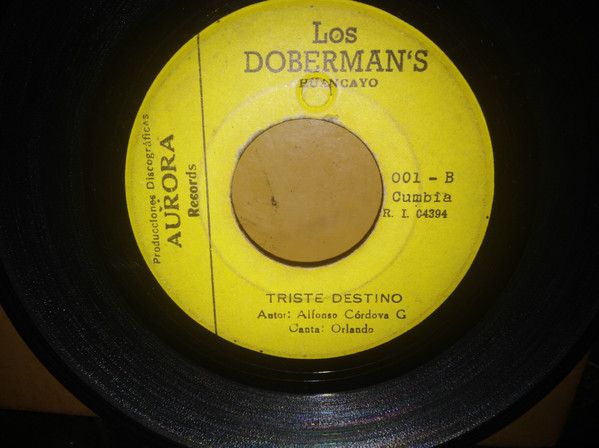 Los
DOBERMAN'S
HUANCAYO
Producciones Discográficas
AURORA
Records
001 - B
Cumbia
R. I. 04394
TRISTE DESTINO
Autor: Alfonso Córdova G
Canta: Orlando